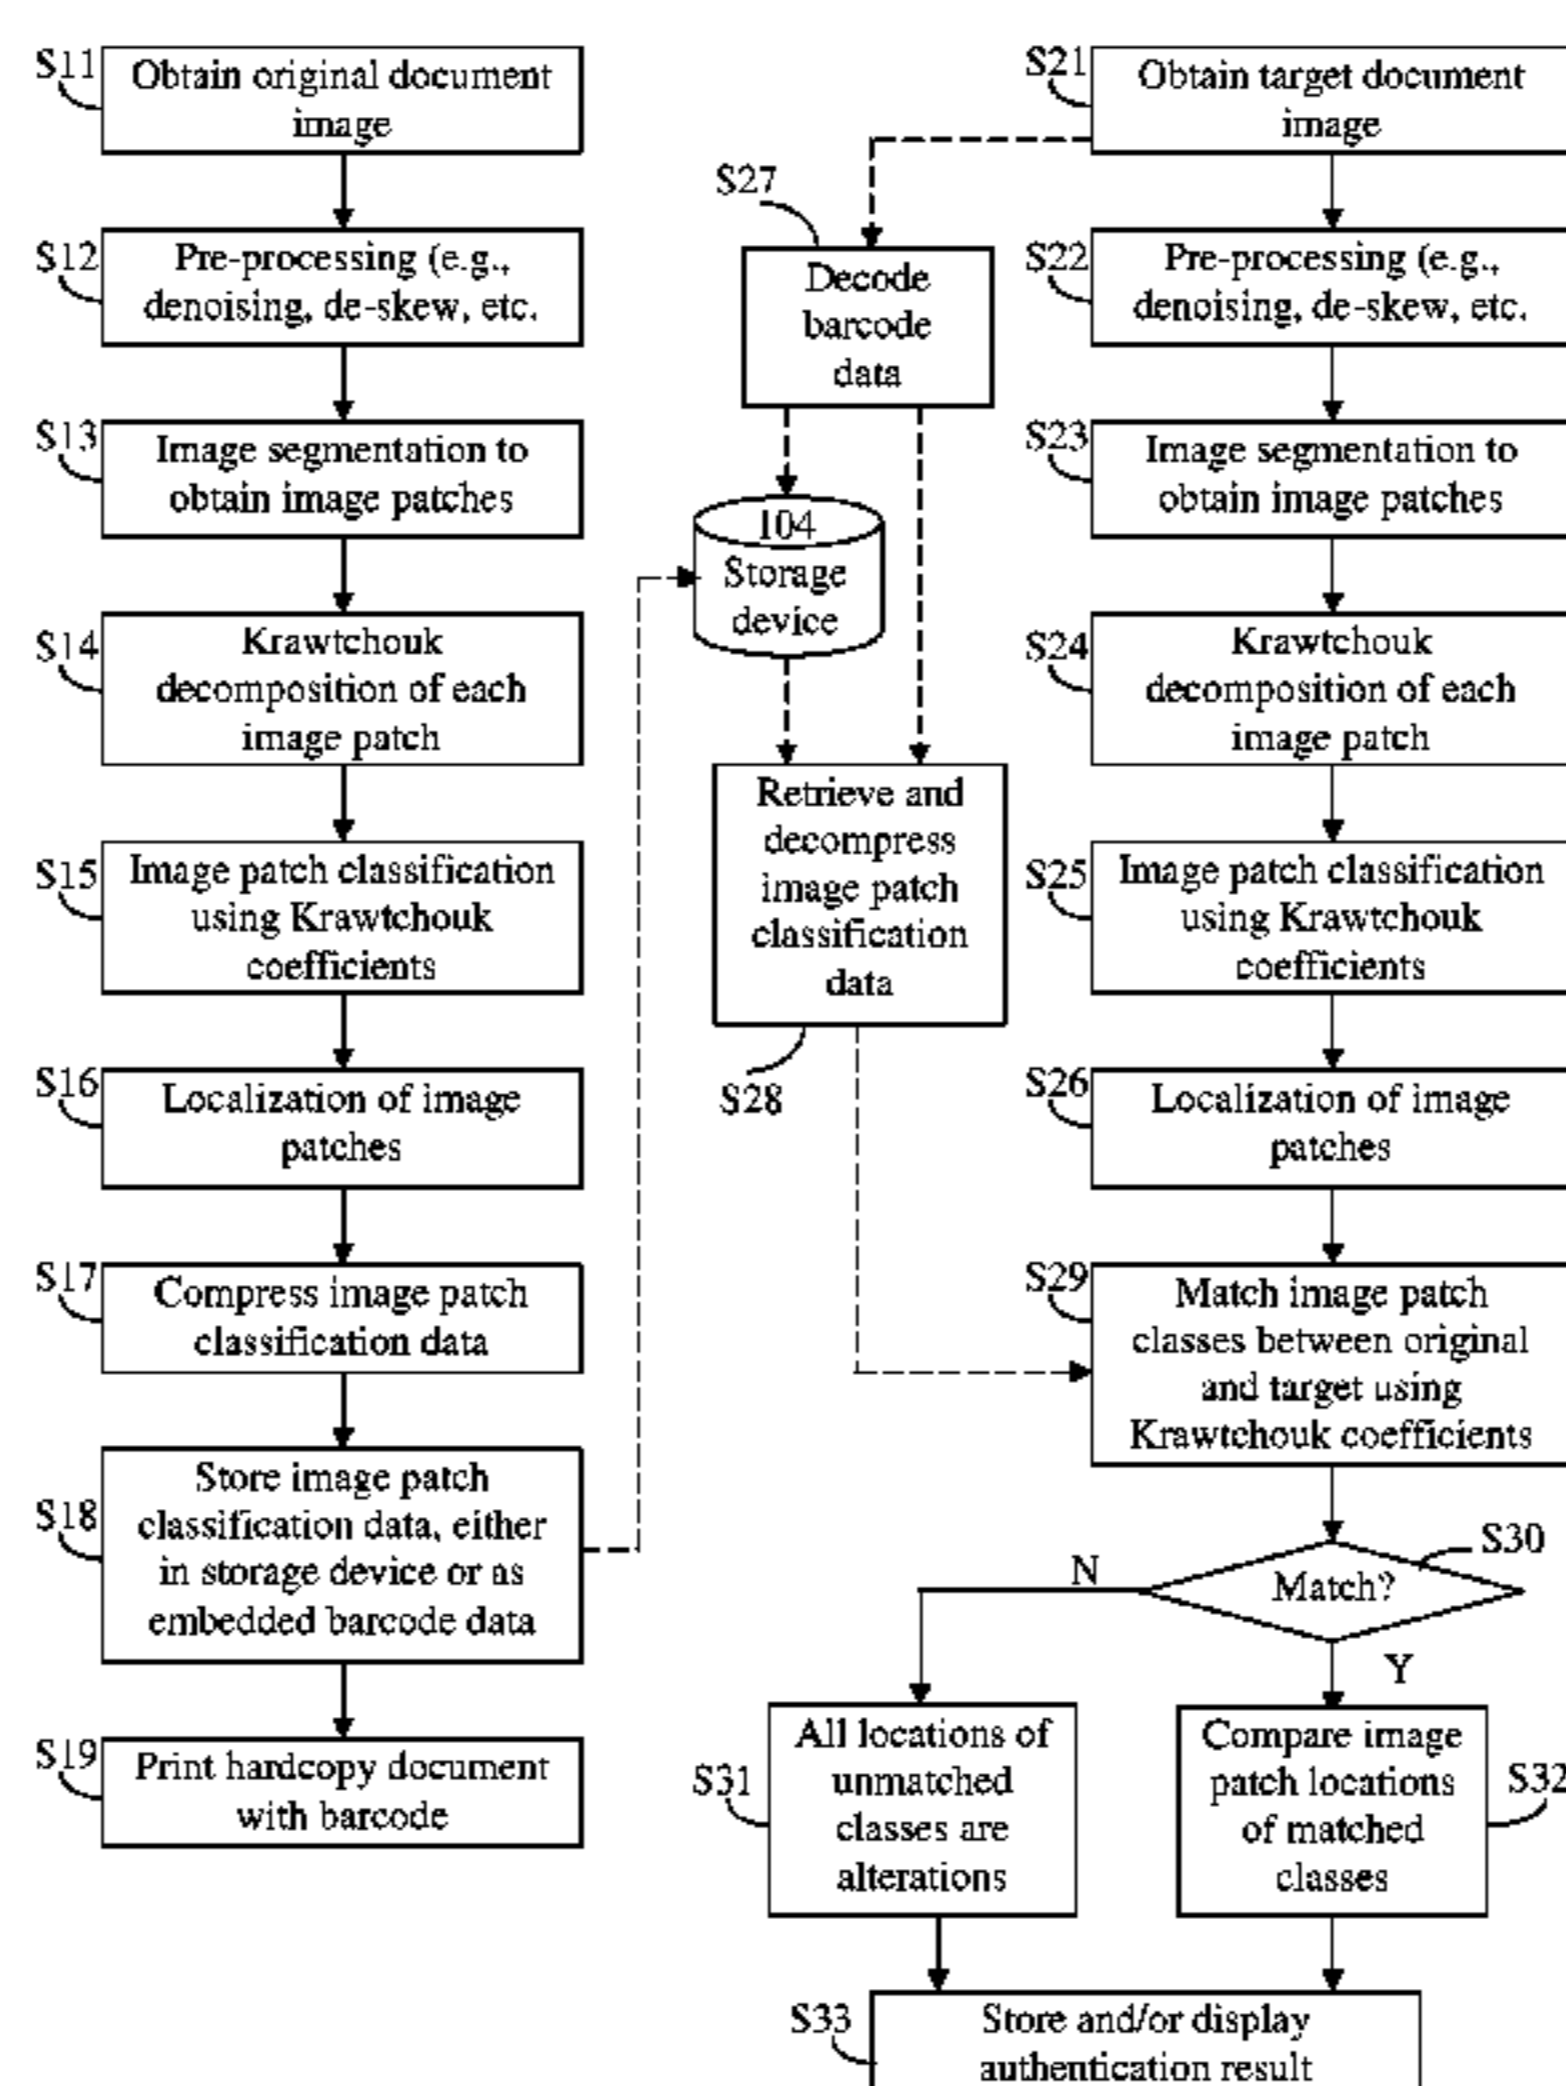 S11
Obtain original document
image
S12
Pre-processing (e.g.,
denoising, de-skew, etc.
S13
Image segmentation to
obtain image patches
S14
Krawtchouk
decomposition of each
image patch
S15
Image patch classification
using Krawtchouk
coefficients
S16
Localization of image
patches
S17
Compress image patch
classification data
S18
Store image patch
classification data, either
in storage device or as
embedded barcode data
S19
Print hardcopy document
with barcode
S27
Decode
barcode
data
104
Storage
device
Retrieve and
decompress
image patch
classification
data
S28
S21
Obtain target document
image
S22
Pre-processing (e.g.,
denoising, de-skew, etc.
S23
Image segmentation to
obtain image patches
S24
Krawtchouk
decomposition of each
image patch
S25
Image patch classification
using Krawtchouk
coefficients
S26
Localization of image
patches
S29
Match image patch
classes between original
and target using
Krawtchouk coefficients
S30
Match?
N
Y
S31
All locations of
unmatched
classes are
alterations
Compare image
patch locations
of matched
classes
S32
S33
Store and/or display
authentication result